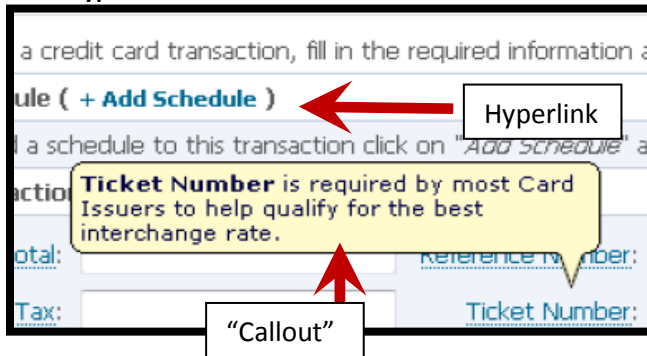 a credit card transaction, fill in the required information a
ule ( + Add Schedule )
Hyperlink
a schedule to this transaction click on "Add Schedule" a
action
Ticket Number is required by most Card
Issuers to help qualify for the best
interchange rate.
otal:
Reference Number:
Tax:
Ticket Number:
“Callout”